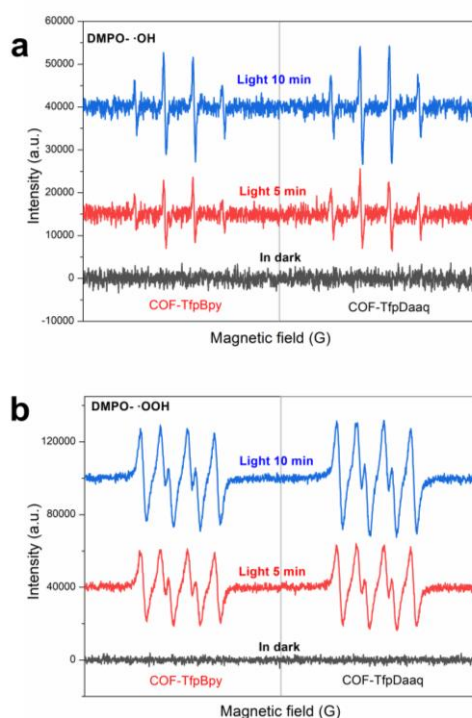 a
DMPO- ·OH
60000
50000
40000
30000
20000
10000
0
-10000
Intensity (a.u.)
Light 10 min
Light 5 min
In dark
COF-TfpBpy
COF-TfpDaaq
Magnetic field (G)
b
DMPO- ·OOH
120000
80000
40000
0
Intensity (a.u.)
Light 10 min
Light 5 min
In dark
COF-TfpBpy
COF-TfpDaaq
Magnetic field (G)